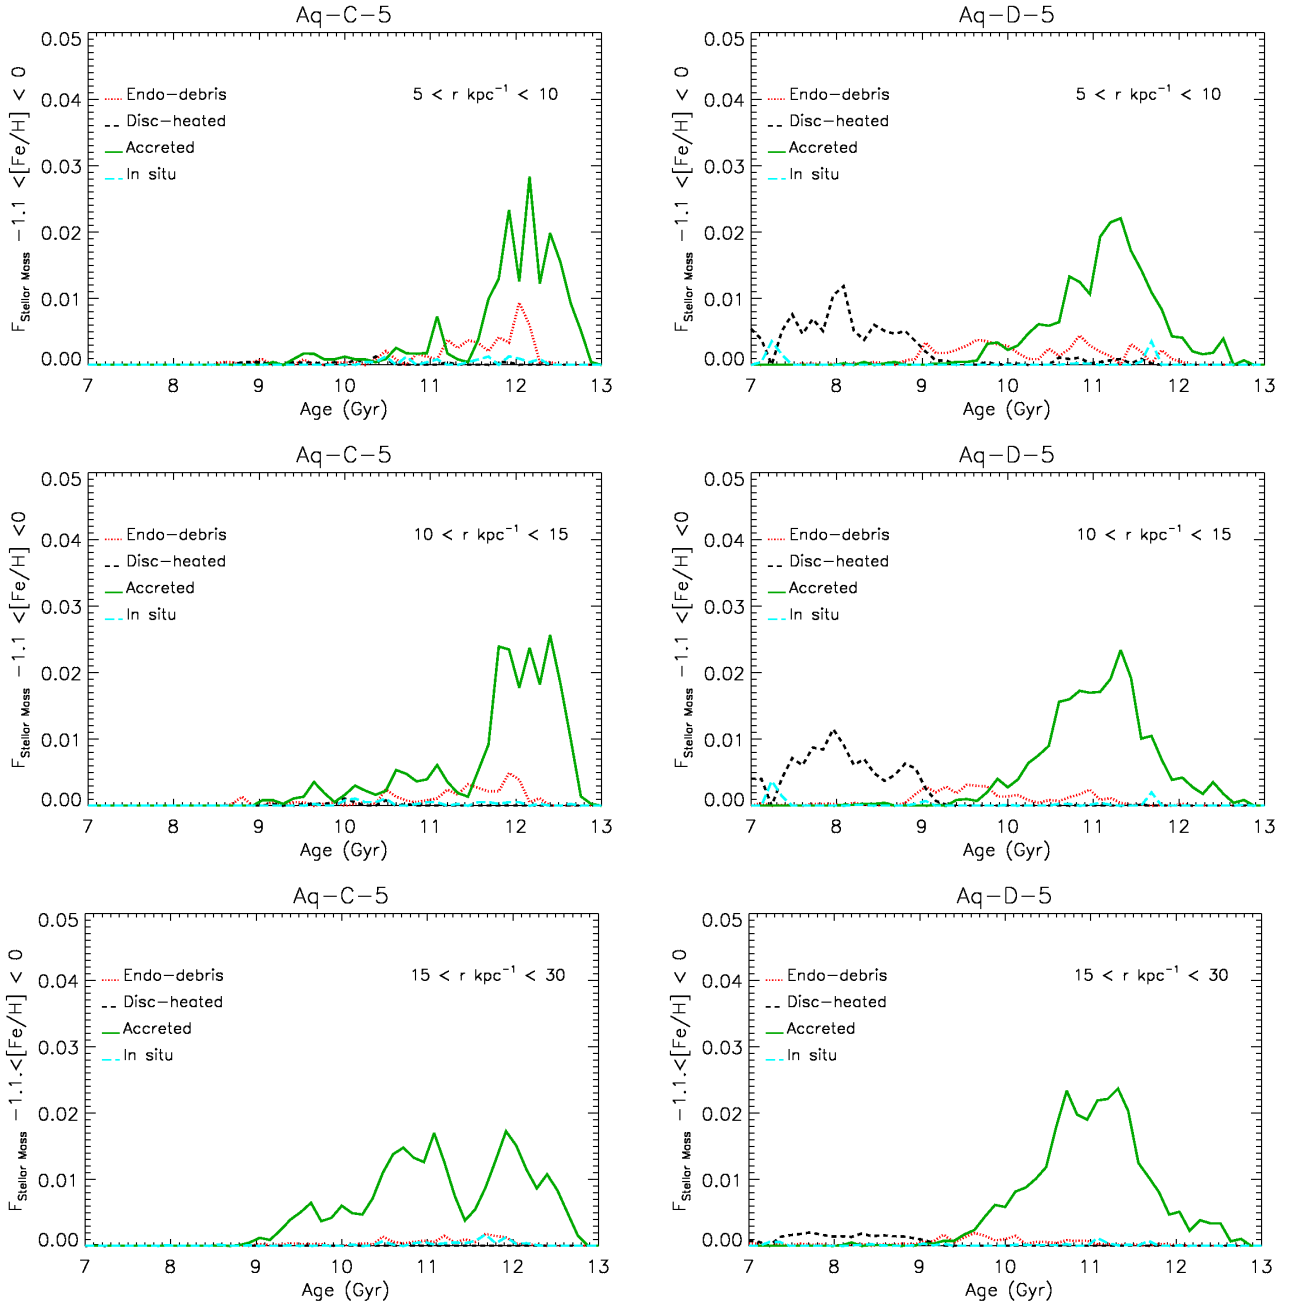 Aq-C-5
0.05
0.04
0.03
0.02
0.01
0.00
F Stellar Mass -1.1 <[Fe/H] < 0
Endo-debris
Disc-heated
Accreted
In situ
5 < r kpc⁻¹ < 10
7 8 9 10 11 12 13
Age (Gyr)
Aq-D-5
0.05
0.04
0.03
0.02
0.01
0.00
F Stellar Mass -1.1 <[Fe/H] < 0
Endo-debris
Disc-heated
Accreted
In situ
5 < r kpc⁻¹ < 10
7 8 9 10 11 12 13
Age (Gyr)
Aq-C-5
0.05
0.04
0.03
0.02
0.01
0.00
F Stellar Mass -1.1 <[Fe/H] <0
Endo-debris
Disc-heated
Accreted
In situ
10 < r kpc⁻¹ < 15
7 8 9 10 11 12 13
Age (Gyr)
Aq-D-5
0.05
0.04
0.03
0.02
0.01
0.00
F Stellar Mass -1.1 <[Fe/H] <0
Endo-debris
Disc-heated
Accreted
In situ
10 < r kpc⁻¹ < 15
7 8 9 10 11 12 13
Age (Gyr)
Aq-C-5
0.05
0.04
0.03
0.02
0.01
0.00
F Stellar Mass -1.1.<[Fe/H] < 0
Endo-debris
Disc-heated
Accreted
In situ
15 < r kpc⁻¹ < 30
7 8 9 10 11 12 13
Age (Gyr)
Aq-D-5
0.05
0.04
0.03
0.02
0.01
0.00
F Stellar Mass -1.1.<[Fe/H] < 0
Endo-debris
Disc-heated
Accreted
In situ
15 < r kpc⁻¹ < 30
7 8 9 10 11 12 13
Age (Gyr)